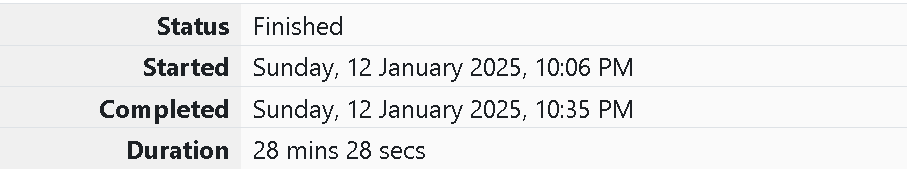 Status Finished
Started Sunday, 12 January 2025, 10:06 PM
Completed Sunday, 12 January 2025, 10:35 PM
Duration 28 mins 28 secs